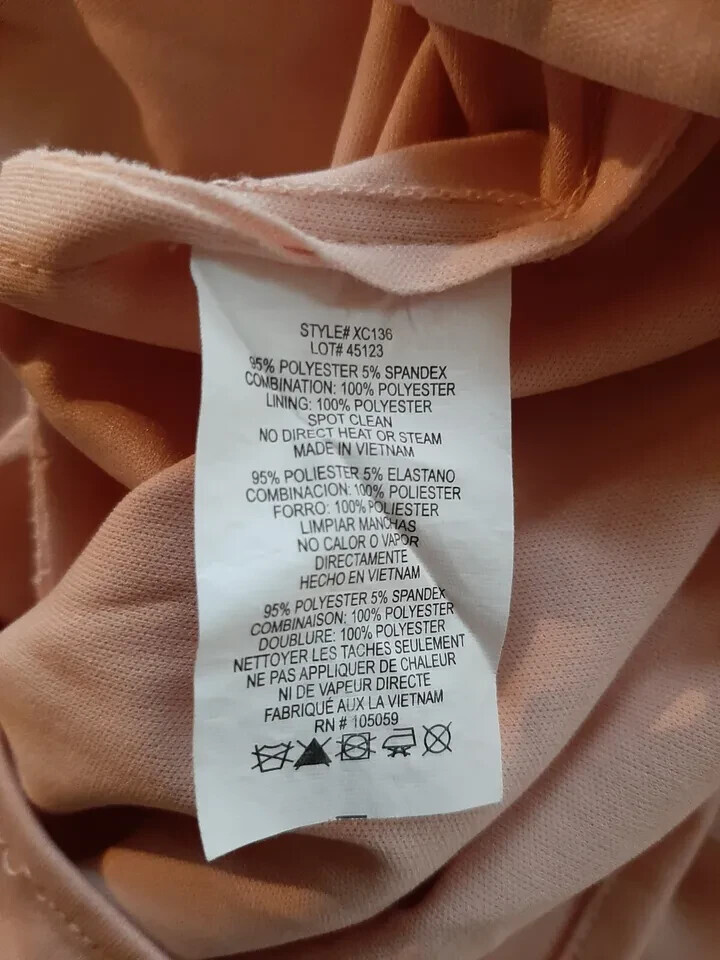 STYLE# XC136
LOT# 45123
95% POLYESTER 5% SPANDEX
COMBINATION: 100% POLYESTER
LINING: 100% POLYESTER
SPOT CLEAN
NO DIRECT HEAT OR STEAM
MADE IN VIETNAM
95% POLIESTER 5% ELASTANO
COMBINACION: 100% POLIESTER
FORRO: 100% POLIESTER
LIMPIAR MANCHAS
NO CALOR O VAPOR
DIRECTAMENTE
HECHO EN VIETNAM
95% POLYESTER 5% SPANDEX
COMBINAISON: 100% POLYESTER
DOUBLURE: 100% POLYESTER
NETTOYER LES TACHES SEULEMENT
NE PAS APPLIQUER DE CHALEUR
NI DE VAPEUR DIRECTE
FABRIQUÉ AUX LA VIETNAM
RN # 105059